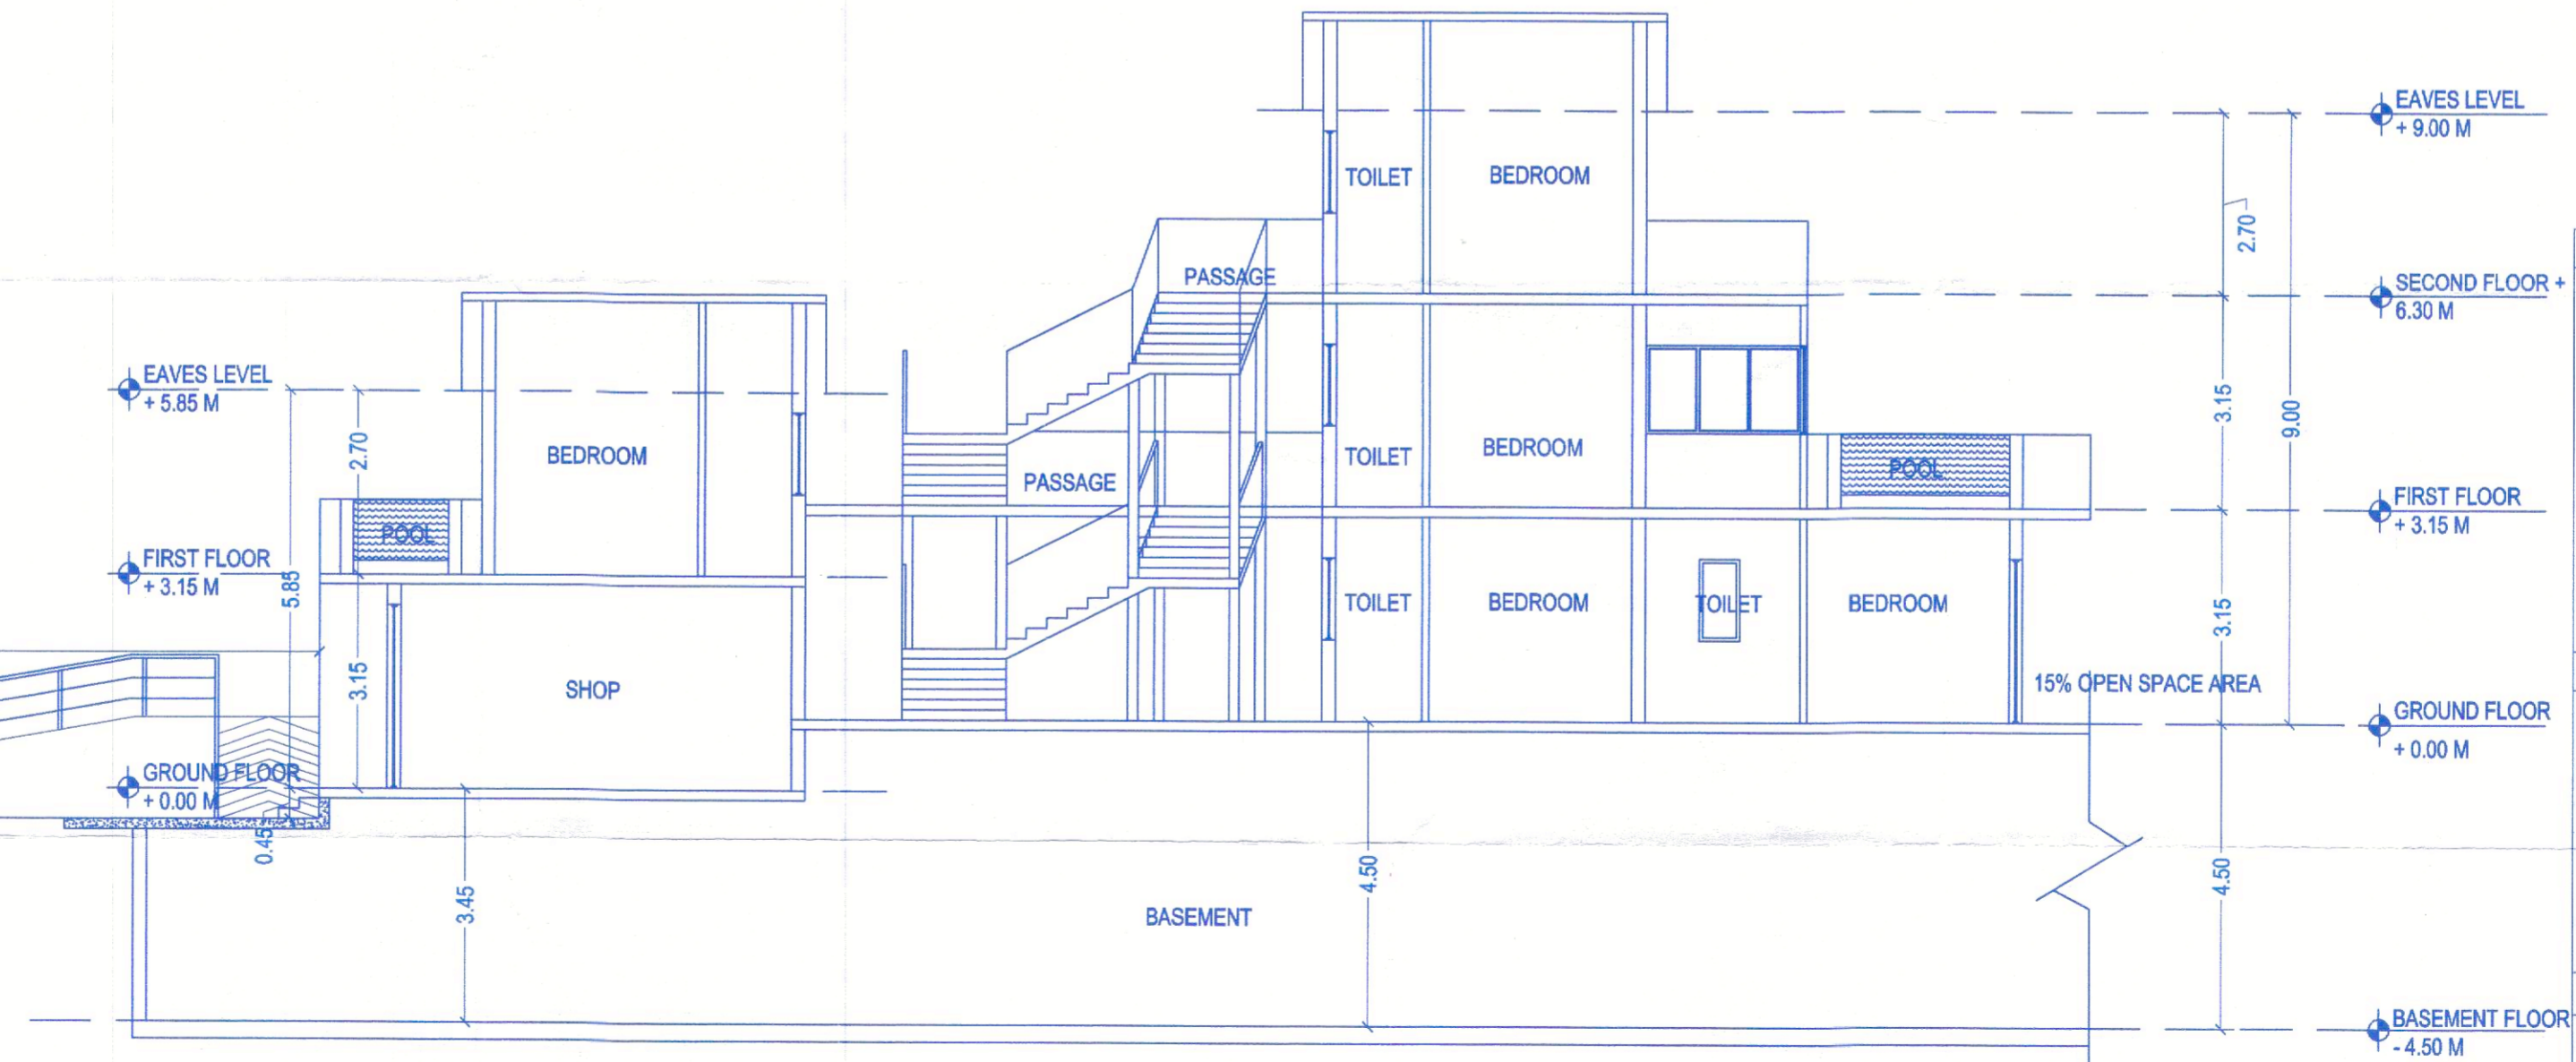 EAVES LEVEL
+ 9.00 M
TOILET
BEDROOM
2.70
PASSAGE
SECOND FLOOR +
6.30 M
EAVES LEVEL
+ 5.85 M
2.70
BEDROOM
PASSAGE
TOILET
BEDROOM
POOL
3.15
9.00
FIRST FLOOR
+ 3.15 M
POOL
FIRST FLOOR
+ 3.15 M
5.85
TOILET
BEDROOM
TOILET
BEDROOM
3.15
3.15
SHOP
15% OPEN SPACE AREA
GROUND FLOOR
+ 0.00 M
GROUND FLOOR
+ 0.00 M
0.45
3.45
4.50
4.50
BASEMENT
BASEMENT FLOOR
- 4.50 M